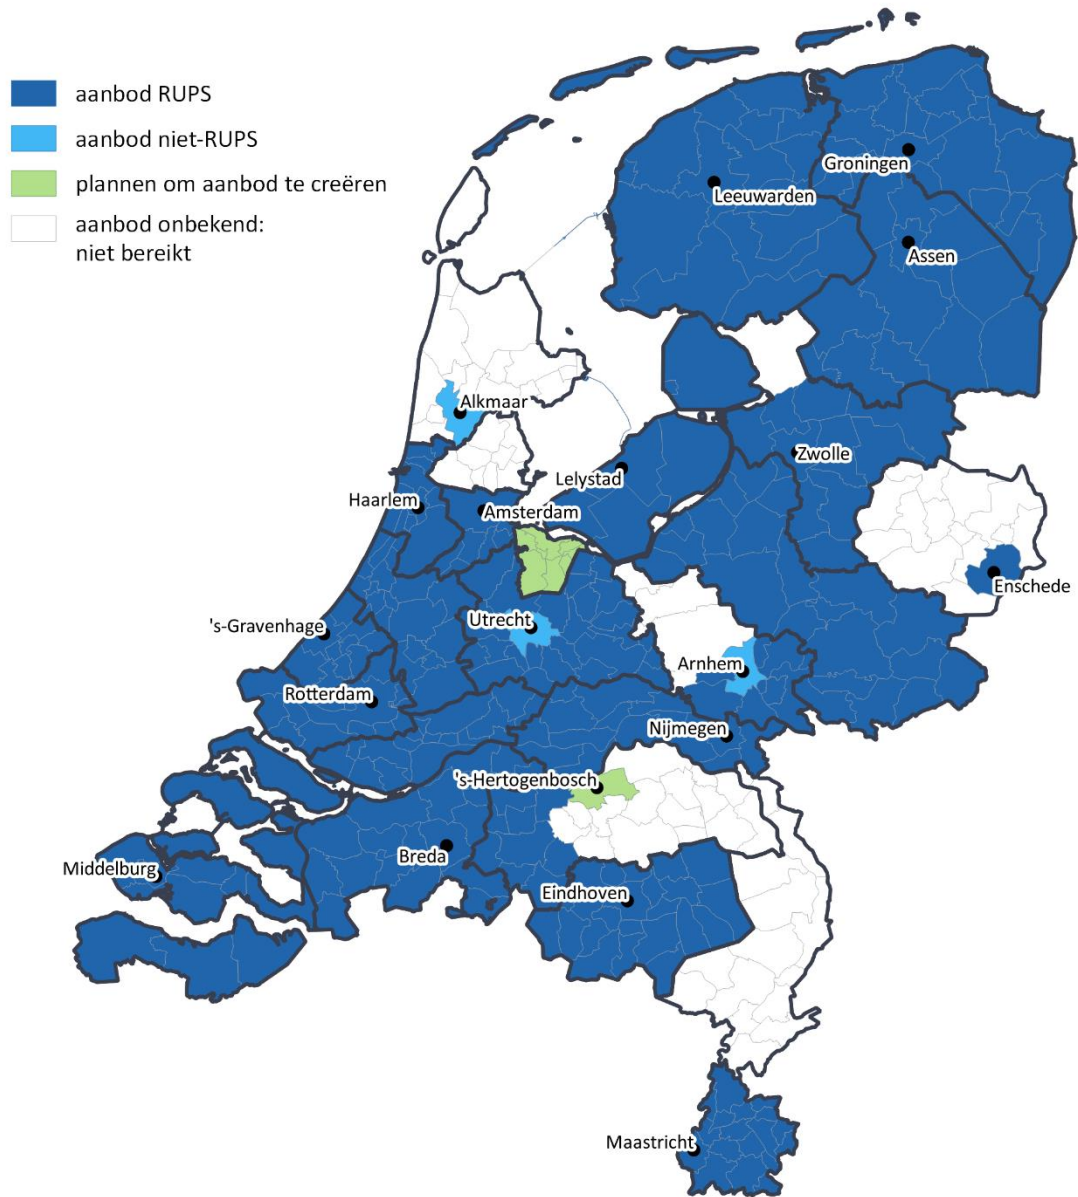 aanbod RUPS
aanbod niet-RUPS
plannen om aanbod te creëren
aanbod onbekend:
niet bereikt
Groningen
Leeuwarden
Assen
Alkmaar
Zwolle
Lelystad
Haarlem
Amsterdam
Enschede
's-Gravenhage
Utrecht
Arnhem
Rotterdam
Nijmegen
's-Hertogenbosch
Breda
Middelburg
Eindhoven
Maastricht